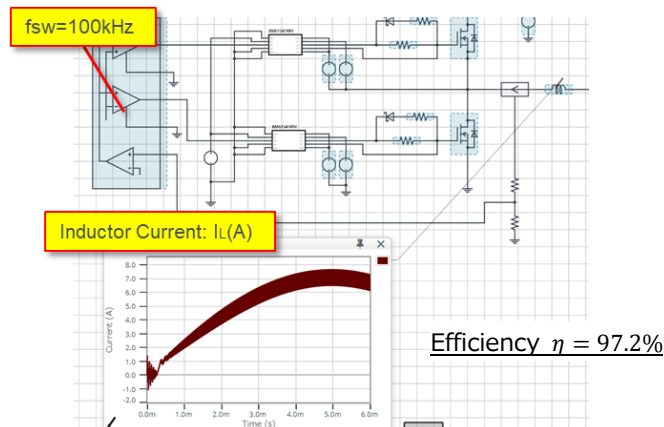 fsw=100kHz
Inductor Current: IL(A)
8.0
7.0
6.0
5.0
4.0
3.0
2.0
1.0
0.0
-1.0
-2.0
Current (A)
0.0m 1.0m 2.0m 3.0m 4.0m 5.0m 6.0m
Time (s)
Efficiency η = 97.2%